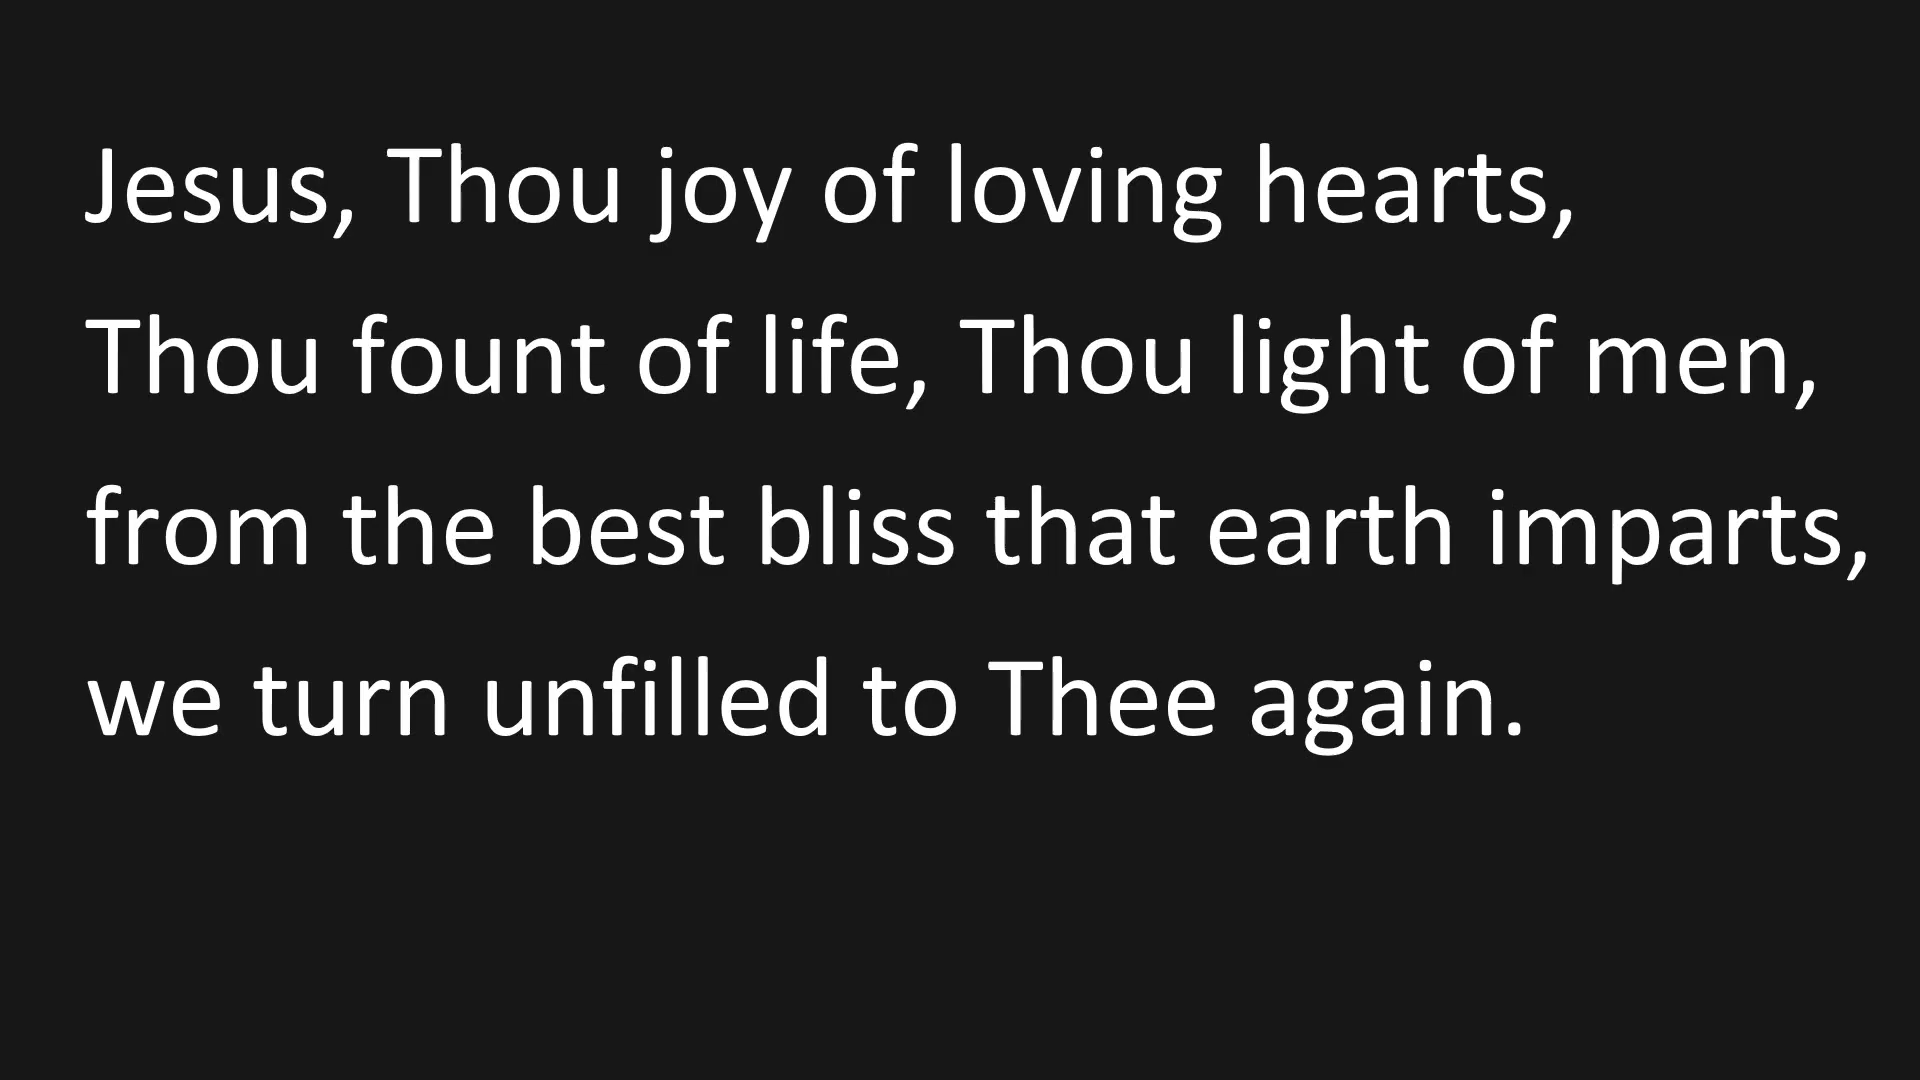 Jesus, Thou joy of loving hearts,
Thou fount of life, Thou light of men,
from the best bliss that earth imparts,
we turn unfilled to Thee again.